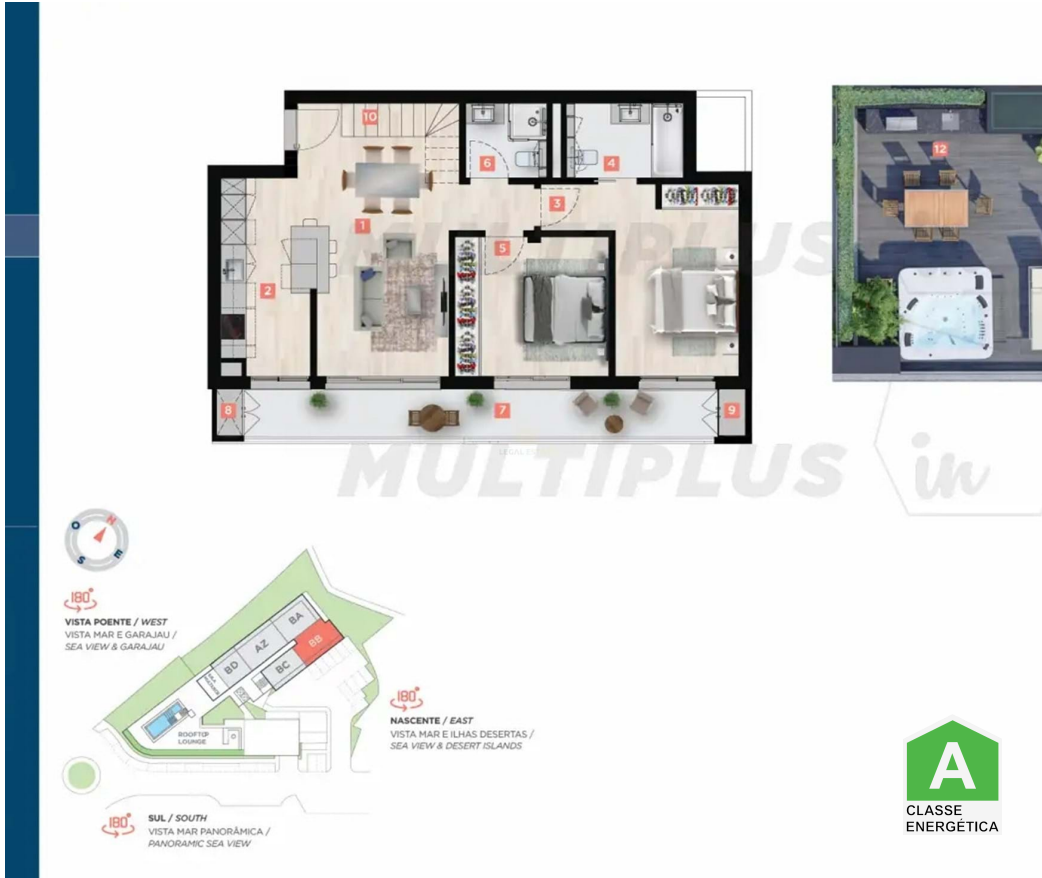 10
12
6
4
3
1
5
2
MULTIPLUS
8
7
9
MULTIPLUS
in
N
O
E
S
180°
VISTA POENTE / WEST
VISTA MAR E GARAJAU /
SEA VIEW & GARAJAU
BA
BB
AZ
BC
BD
ROOFTOP
LOUNGE
180°
NASCENTE / EAST
VISTA MAR E ILHAS DESERTAS /
SEA VIEW & DESERT ISLANDS
A
CLASSE
ENERGÉTICA
180°
SUL / SOUTH
VISTA MAR PANORÂMICA /
PANORAMIC SEA VIEW